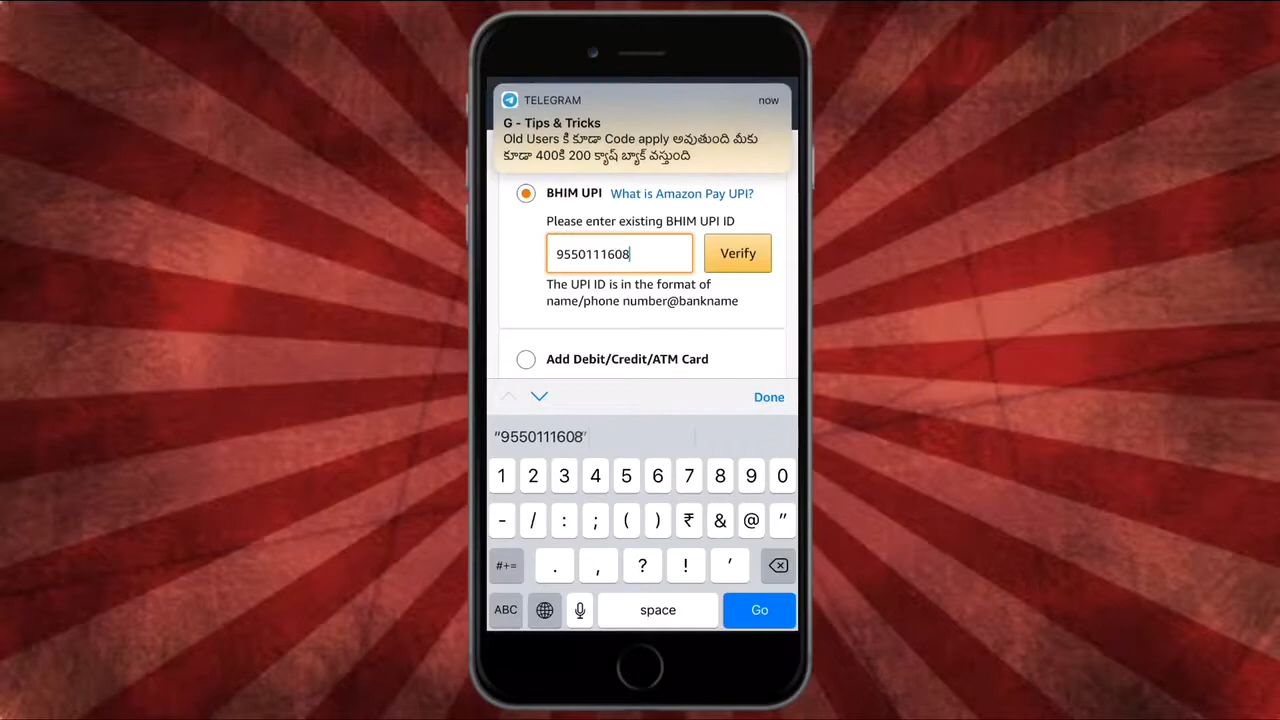 TELEGRAM now
G - Tips & Tricks
Old Users కి కూడా Code apply అవుతుంది మీకు
కూడా 400కి 200 క్యాష్ బ్యాక్ వస్తుంది
BHIM UPI What is Amazon Pay UPI?
Please enter existing BHIM UPI ID
9550111608 Verify
The UPI ID is in the format of
name/phone number@bankname
Add Debit/Credit/ATM Card
Done
"9550111608"
1 2 3 4 5 6 7 8 9 0
- / : ; ( ) ₹ & @ "
#+= . , ? ! '
ABC space Go